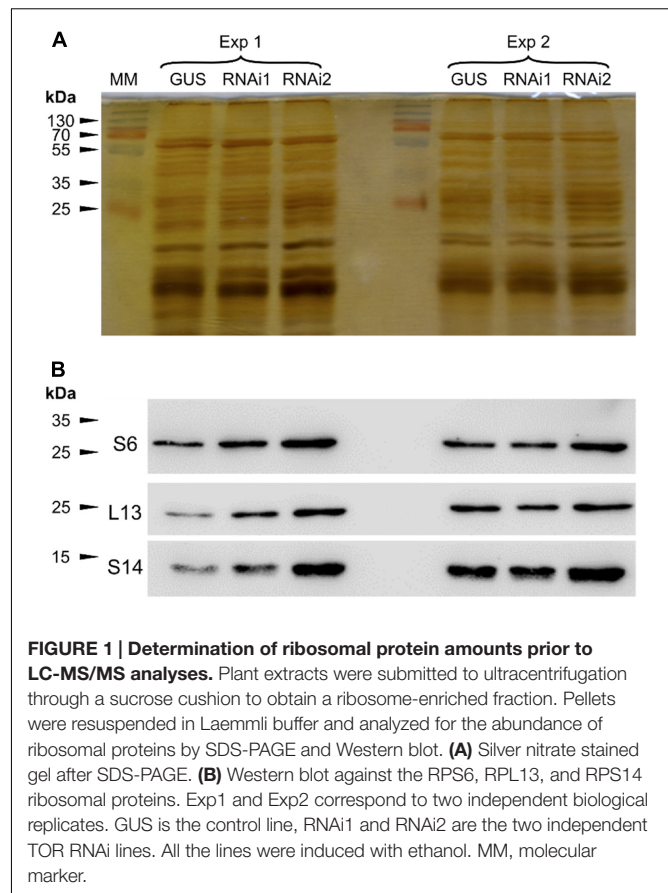 A
Exp 1 Exp 2
MM GUS RNAi1 RNAi2 GUS RNAi1 RNAi2
kDa
130
70
55
35
25
B
kDa
35
25
S6
25
L13
15
S14
FIGURE 1 | Determination of ribosomal protein amounts prior to
LC-MS/MS analyses. Plant extracts were submitted to ultracentrifugation
through a sucrose cushion to obtain a ribosome-enriched fraction. Pellets
were resuspended in Laemmli buffer and analyzed for the abundance of
ribosomal proteins by SDS-PAGE and Western blot. (A) Silver nitrate stained
gel after SDS-PAGE. (B) Western blot against the RPS6, RPL13, and RPS14
ribosomal proteins. Exp1 and Exp2 correspond to two independent biological
replicates. GUS is the control line, RNAi1 and RNAi2 are the two independent
TOR RNAi lines. All the lines were induced with ethanol. MM, molecular
marker.